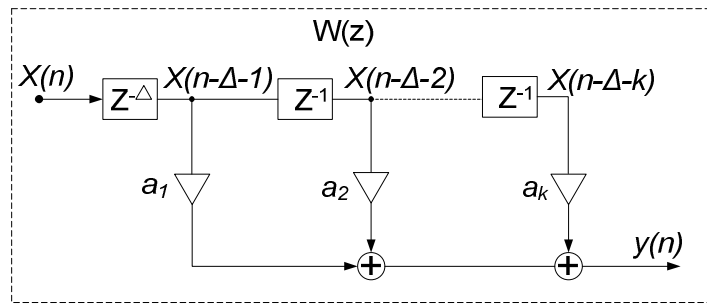 W(z)
X(n)
X(n-Δ-1)
X(n-Δ-2)
X(n-Δ-k)
Z-△
Z-1
Z-1
a1
a2
ak
y(n)
+
+